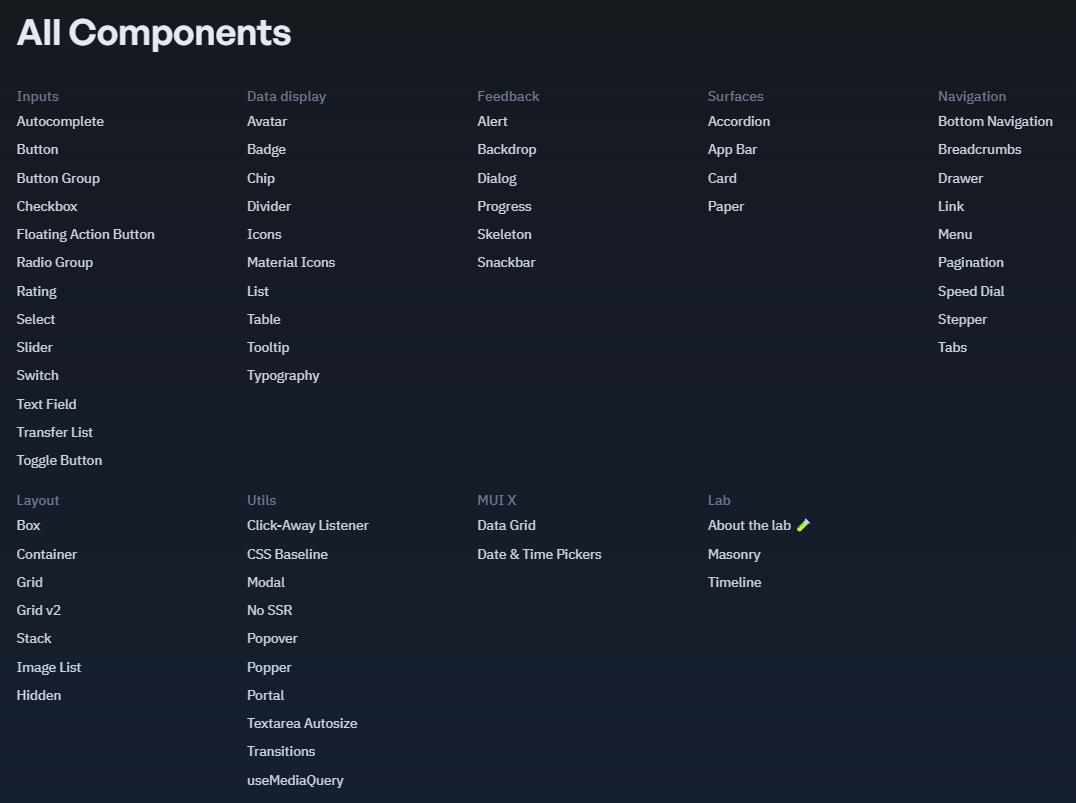 All Components
Inputs
Autocomplete
Button
Button Group
Checkbox
Floating Action Button
Radio Group
Rating
Select
Slider
Switch
Text Field
Transfer List
Toggle Button
Data display
Avatar
Badge
Chip
Divider
Icons
Material Icons
List
Table
Tooltip
Typography
Feedback
Alert
Backdrop
Dialog
Progress
Skeleton
Snackbar
Surfaces
Accordion
App Bar
Card
Paper
Navigation
Bottom Navigation
Breadcrumbs
Drawer
Link
Menu
Pagination
Speed Dial
Stepper
Tabs
Layout
Box
Container
Grid
Grid v2
Stack
Image List
Hidden
Utils
Click-Away Listener
CSS Baseline
Modal
No SSR
Popover
Popper
Portal
Textarea Autosize
Transitions
useMediaQuery
MUI X
Data Grid
Date & Time Pickers
Lab
About the lab
Masonry
Timeline